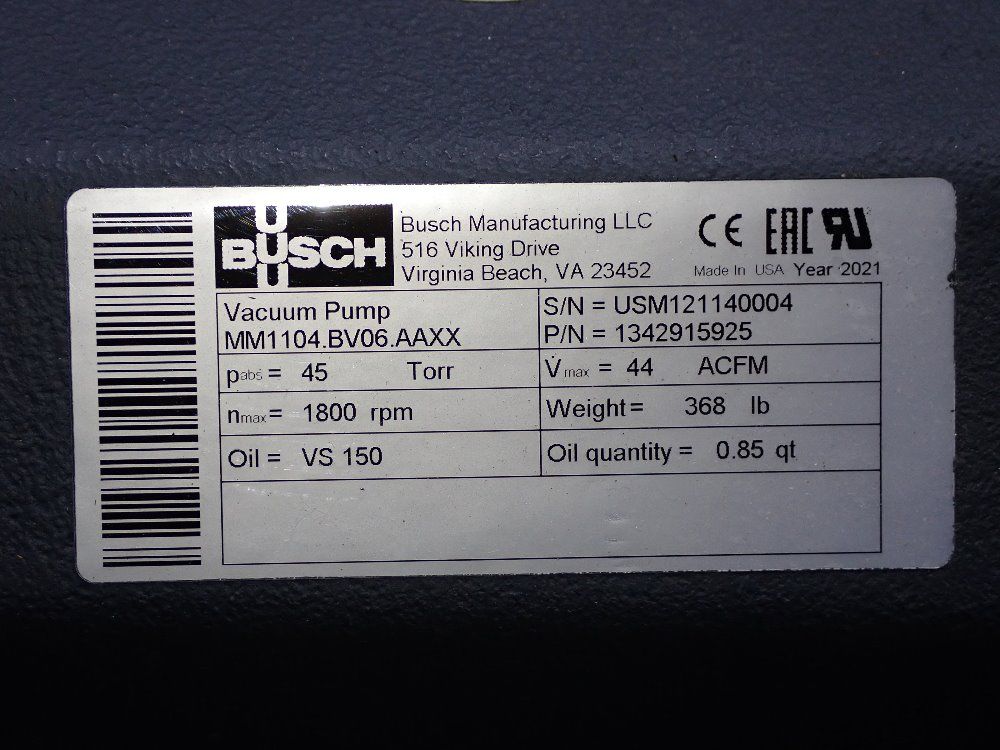 BUSCH
Busch Manufacturing LLC
516 Viking Drive
Virginia Beach, VA 23452
CE EAC RU
Made In USA Year 2021
Vacuum Pump
MM1104.BV06.AAXX
S/N = USM121140004
P/N = 1342915925
pabs = 45 Torr
Vmax = 44 ACFM
nmax = 1800 rpm
Weight = 368 lb
Oil = VS 150
Oil quantity = 0.85 qt